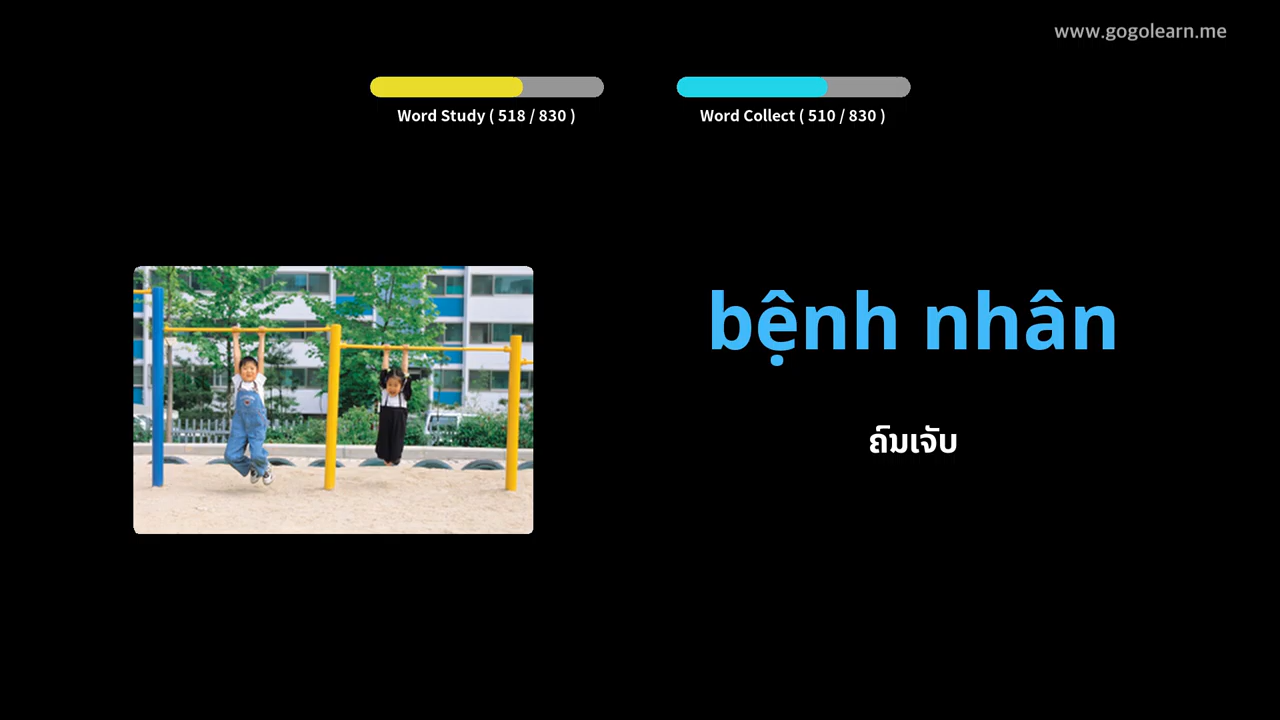 www.gogolearn.me
Word Study ( 518 / 830 )
Word Collect ( 510 / 830 )
bệnh nhân
ຄົນເຈັບ